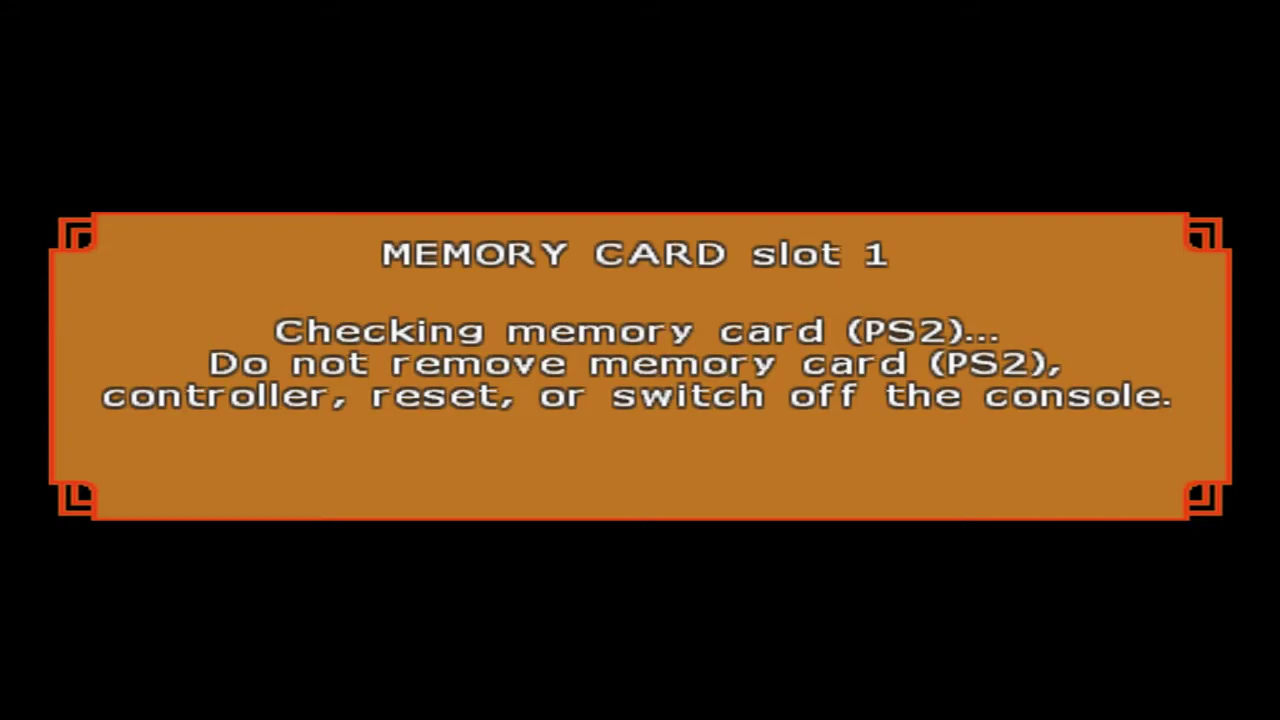 MEMORY CARD slot 1
Checking memory card (PS2)...
Do not remove memory card (PS2),
controller, reset, or switch off the console.